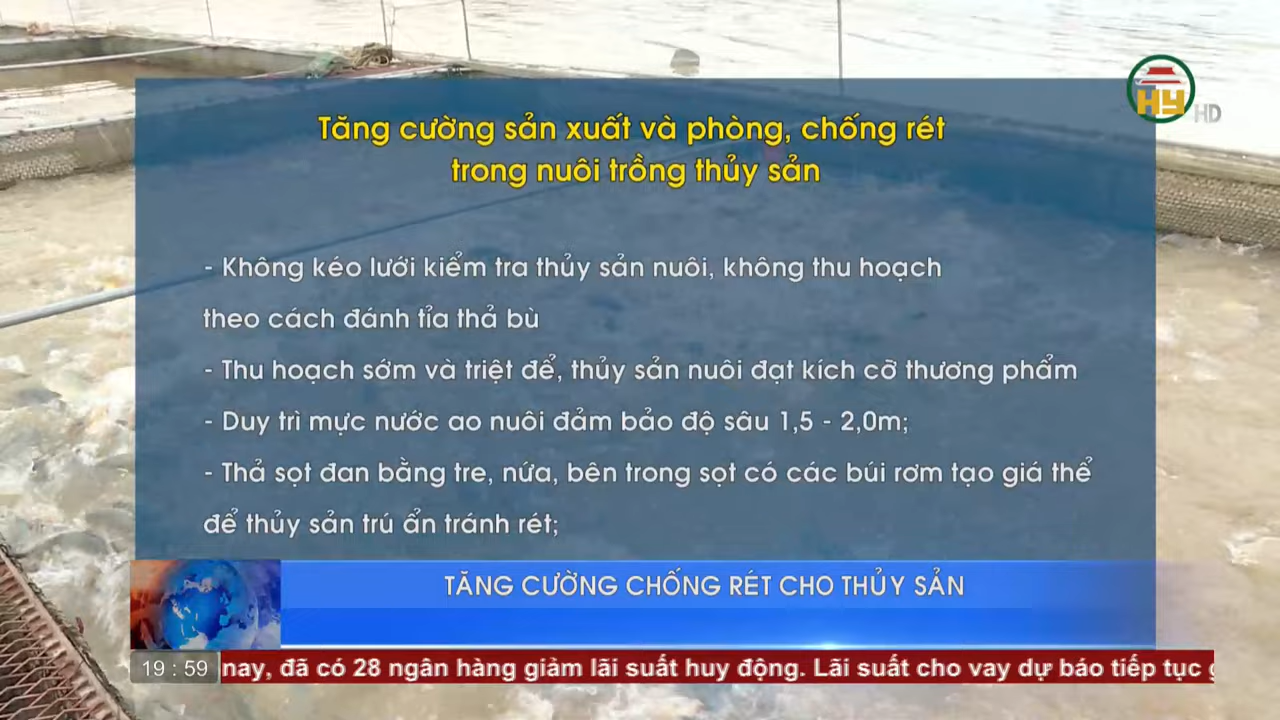 HY HD
Tăng cường sản xuất và phòng, chống rét
trong nuôi trồng thủy sản
- Không kéo lưới kiểm tra thủy sản nuôi, không thu hoạch
theo cách đánh tỉa thả bù
- Thu hoạch sớm và triệt để, thủy sản nuôi đạt kích cỡ thương phẩm
- Duy trì mực nước ao nuôi đảm bảo độ sâu 1,5 - 2,0m;
- Thả sọt đan bằng tre, nứa, bên trong sọt có các búi rơm tạo giá thể
để thủy sản trú ẩn tránh rét;
TĂNG CƯỜNG CHỐNG RÉT CHO THỦY SẢN
19 : 59 nay, đã có 28 ngân hàng giảm lãi suất huy động. Lãi suất cho vay dự báo tiếp tục